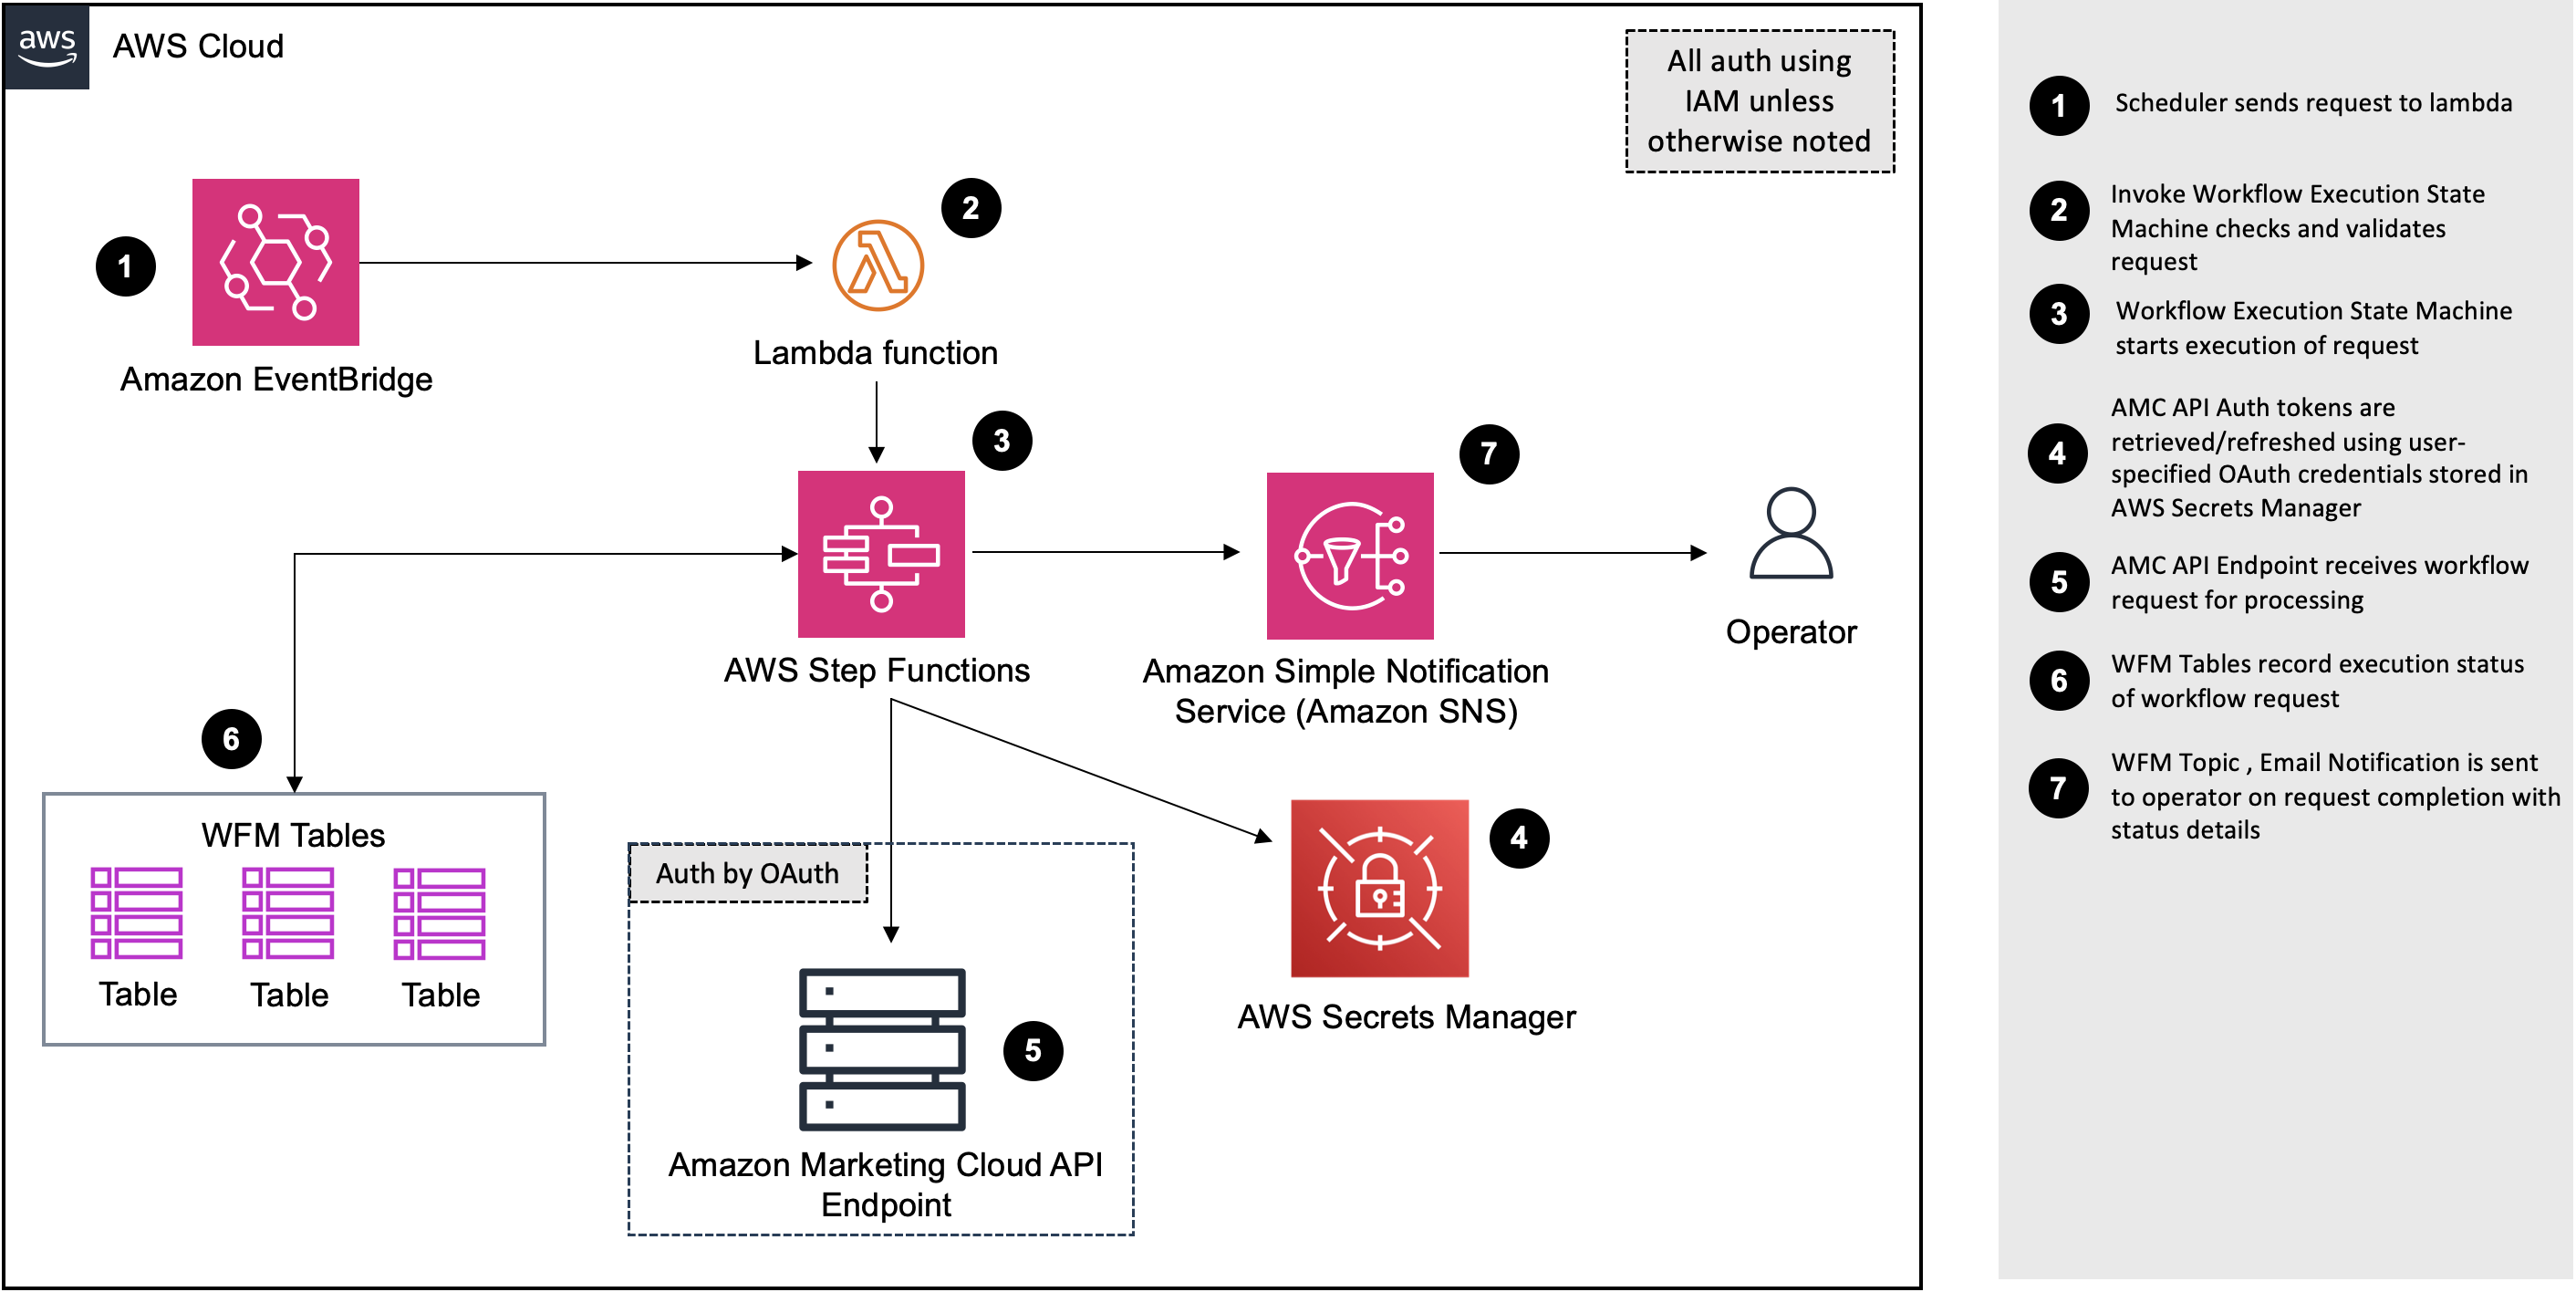 aws
AWS Cloud
All auth using
IAM unless
otherwise noted
1
Amazon EventBridge
2
Lambda function
3
AWS Step Functions
7
Amazon Simple Notification
Service (Amazon SNS)
Operator
6
WFM Tables
Table
Table
Table
Auth by OAuth
5
Amazon Marketing Cloud API
Endpoint
4
AWS Secrets Manager
1
Scheduler sends request to lambda
2
Invoke Workflow Execution State
Machine checks and validates
request
3
Workflow Execution State Machine
starts execution of request
4
AMC API Auth tokens are
retrieved/refreshed using user-
specified OAuth credentials stored in
AWS Secrets Manager
5
AMC API Endpoint receives workflow
request for processing
6
WFM Tables record execution status
of workflow request
7
WFM Topic , Email Notification is sent
to operator on request completion with
status details